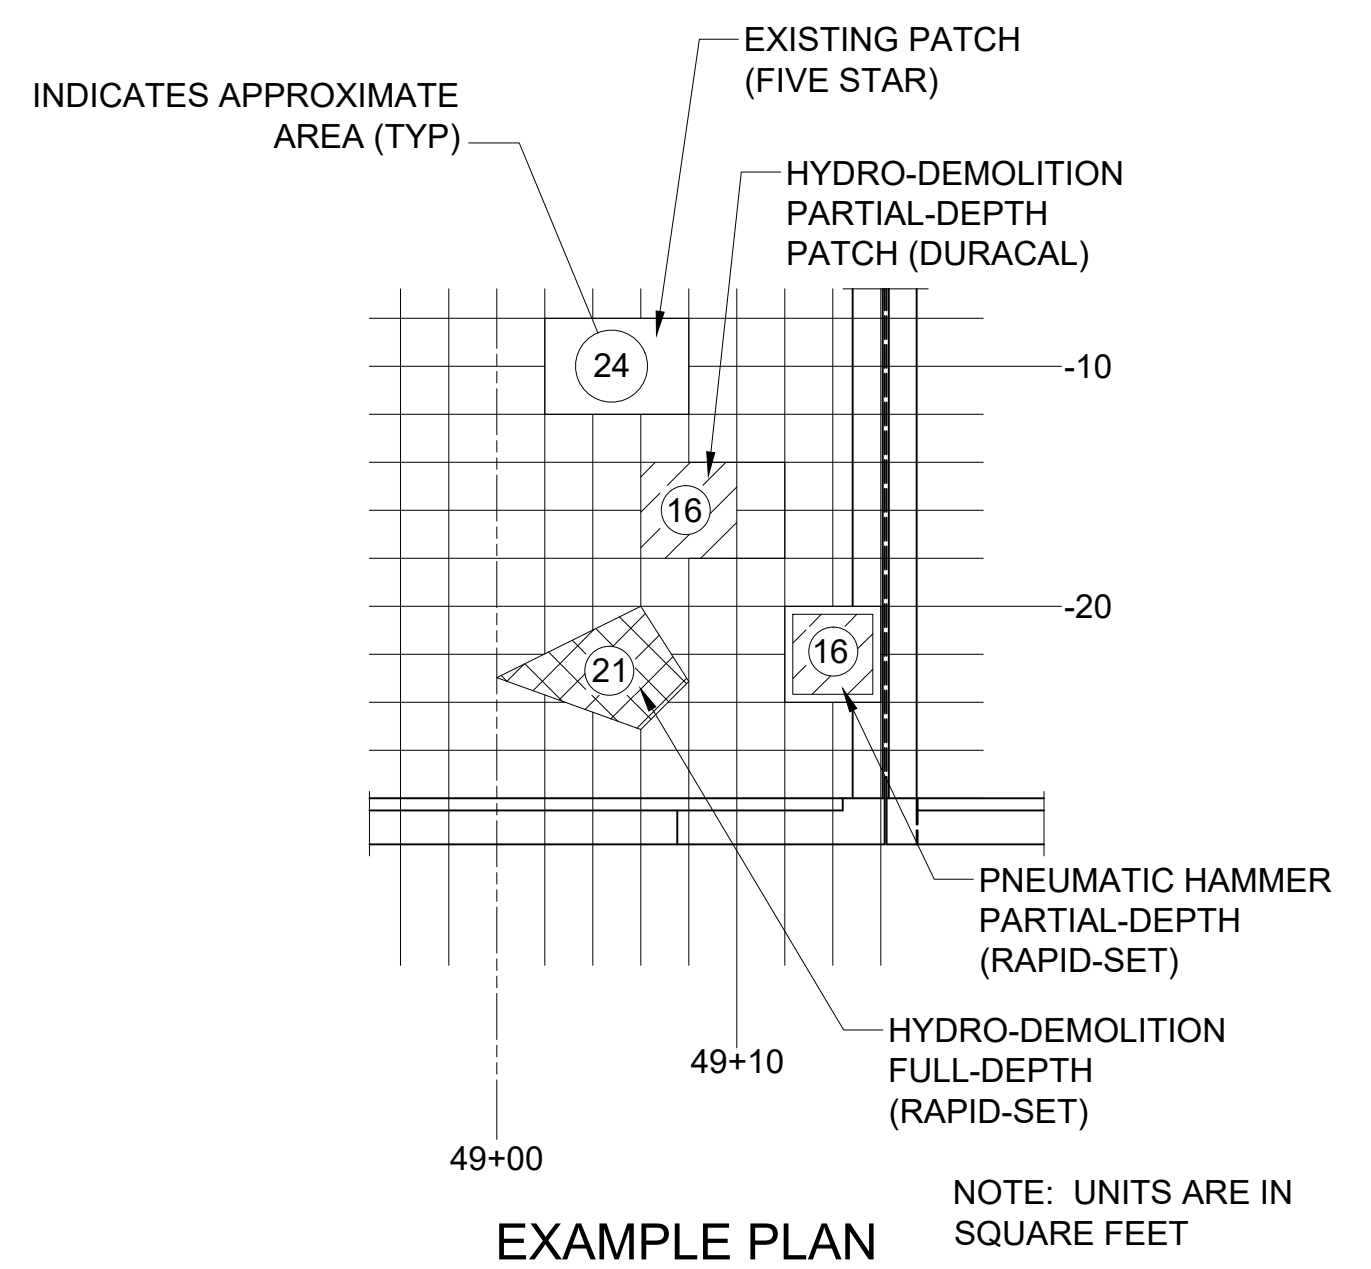 EXISTING PATCH
(FIVE STAR)
INDICATES APPROXIMATE
AREA (TYP)
HYDRO-DEMOLITION
PARTIAL-DEPTH
PATCH (DURACAL)
24
-10
16
-20
21
16
PNEUMATIC HAMMER
PARTIAL-DEPTH
(RAPID-SET)
HYDRO-DEMOLITION
FULL-DEPTH
(RAPID-SET)
49+10
49+00
NOTE: UNITS ARE IN
SQUARE FEET
EXAMPLE PLAN